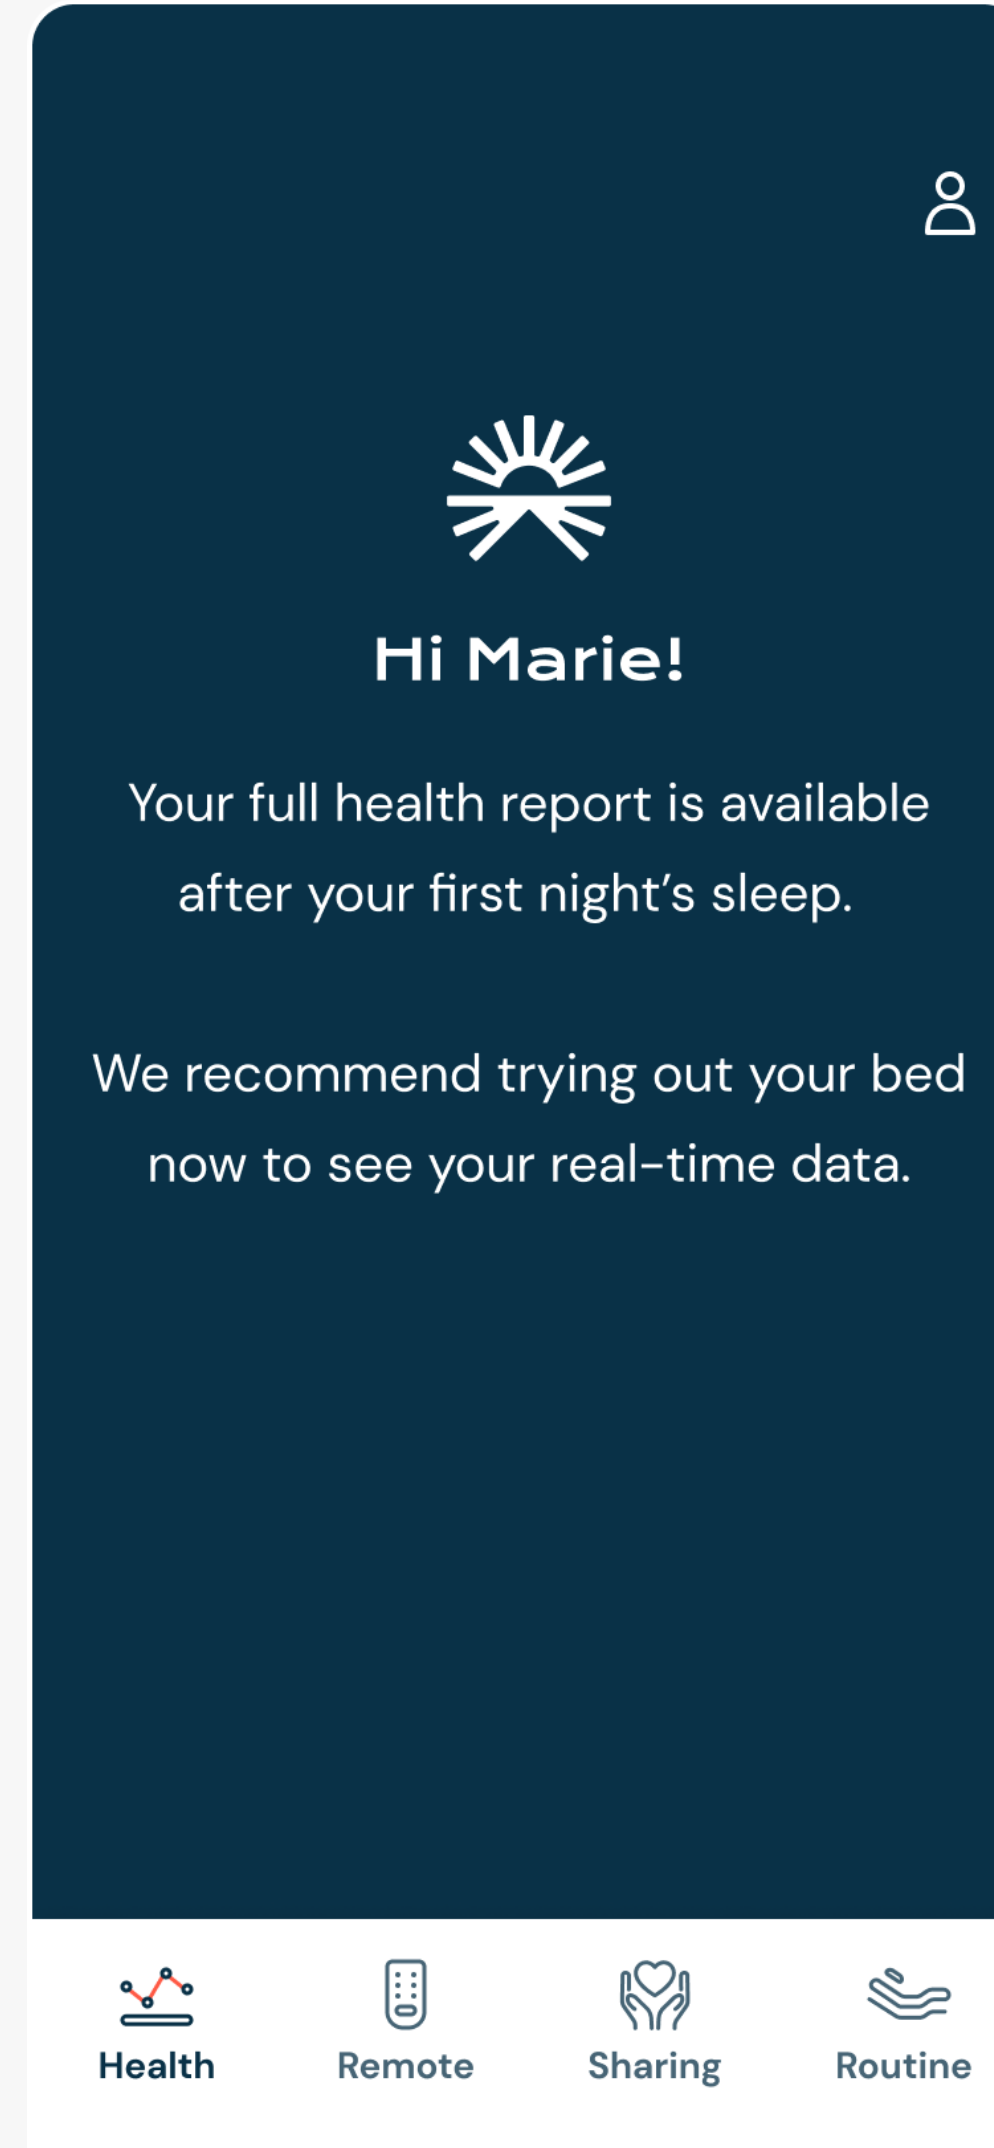 Hi Marie!
Your full health report is available
after your first night’s sleep.
We recommend trying out your bed
now to see your real-time data.
Health
Remote
Sharing
Routine